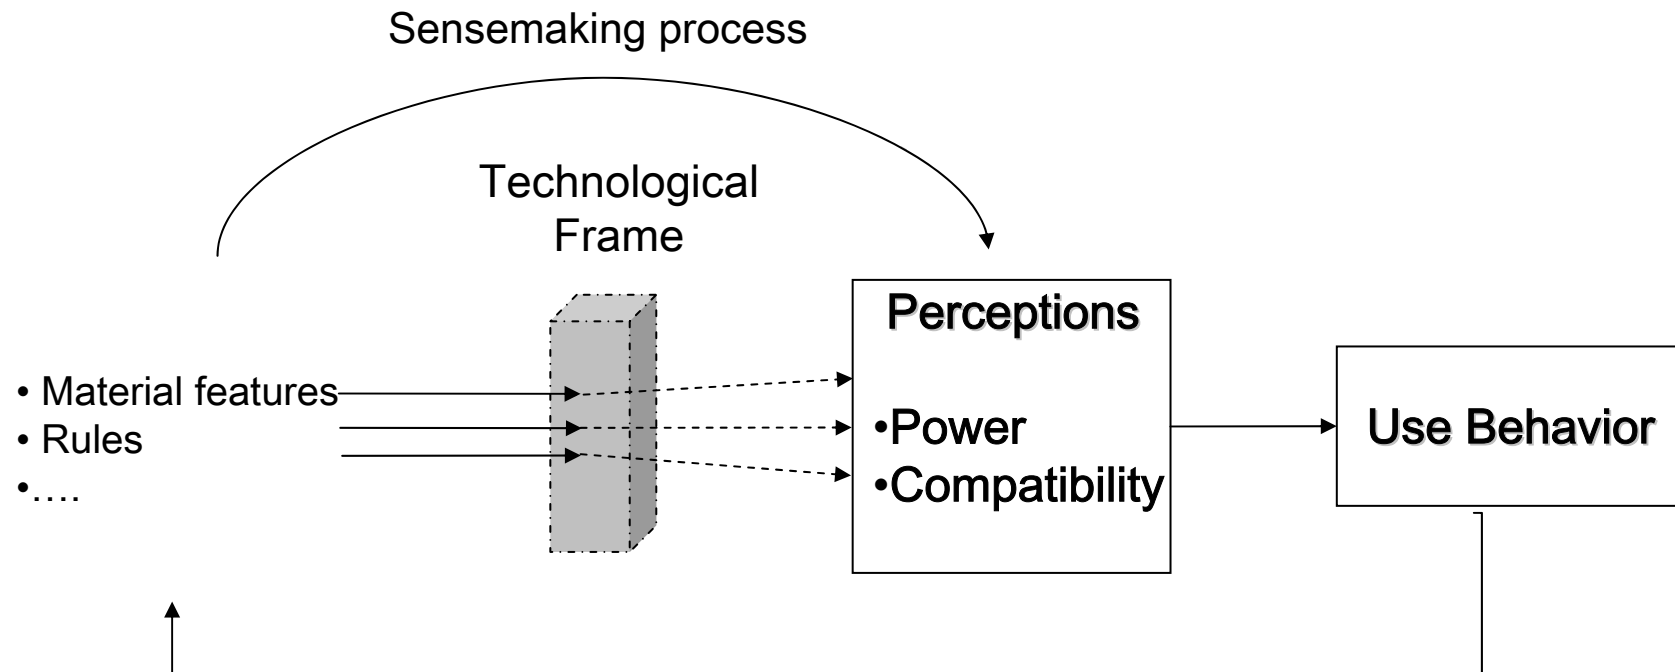 Sensemaking process
Technological
Frame
• Material features
• Rules
•….
Perceptions
•Power
•Compatibility
Use Behavior